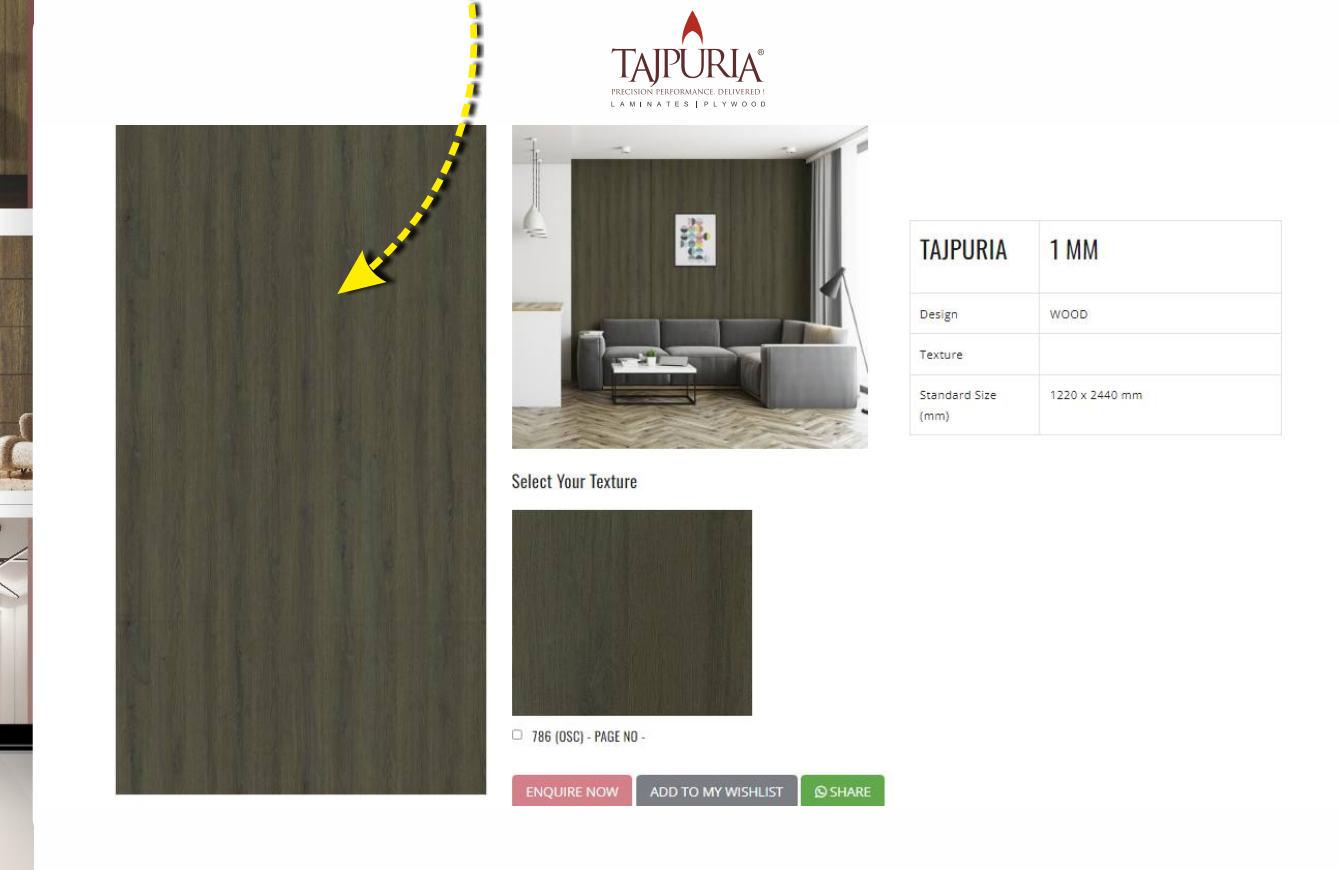 TAJPURIA®
PRECISION PERFORMANCE. DELIVERED !
LAMINATES | PLYWOOD
TAJPURIA 1 MM
Design WOOD
Texture
Standard Size (mm) 1220 x 2440 mm
Select Your Texture
786 (OSC) - PAGE NO -
ENQUIRE NOW ADD TO MY WISHLIST SHARE